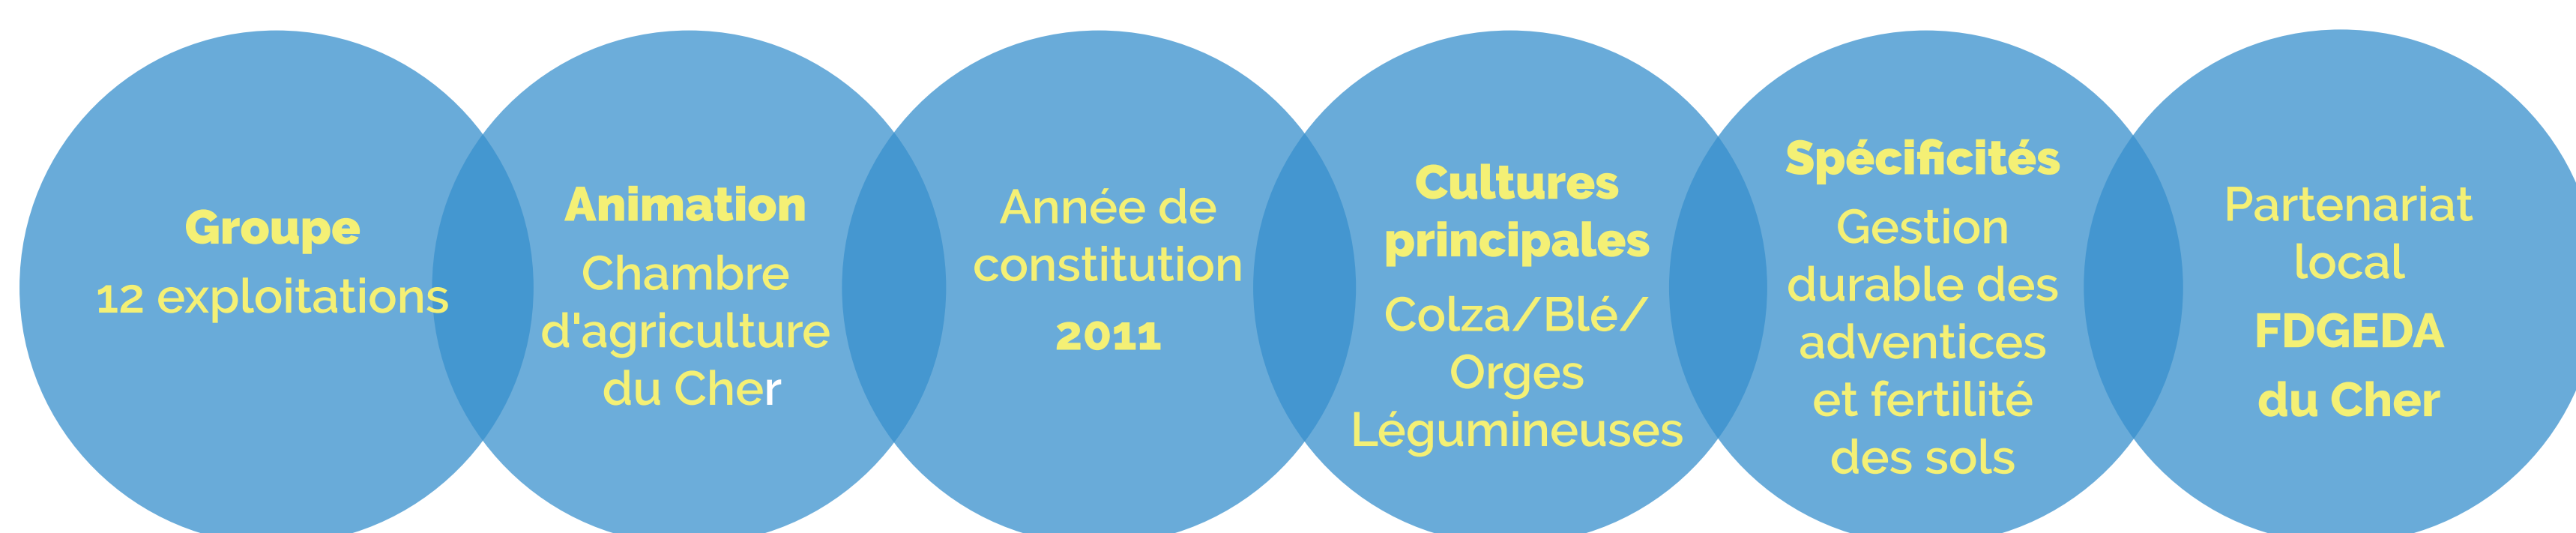 Groupe
12 exploitations
Animation
Chambre
d'agriculture
du Cher
Année de
constitution
2011
Cultures
principales
Colza/Blé/
Orges
Légumineuses
Spécificités
Gestion
durable des
adventices
et fertilité
des sols
Partenariat
local
FDGEDA
du Cher